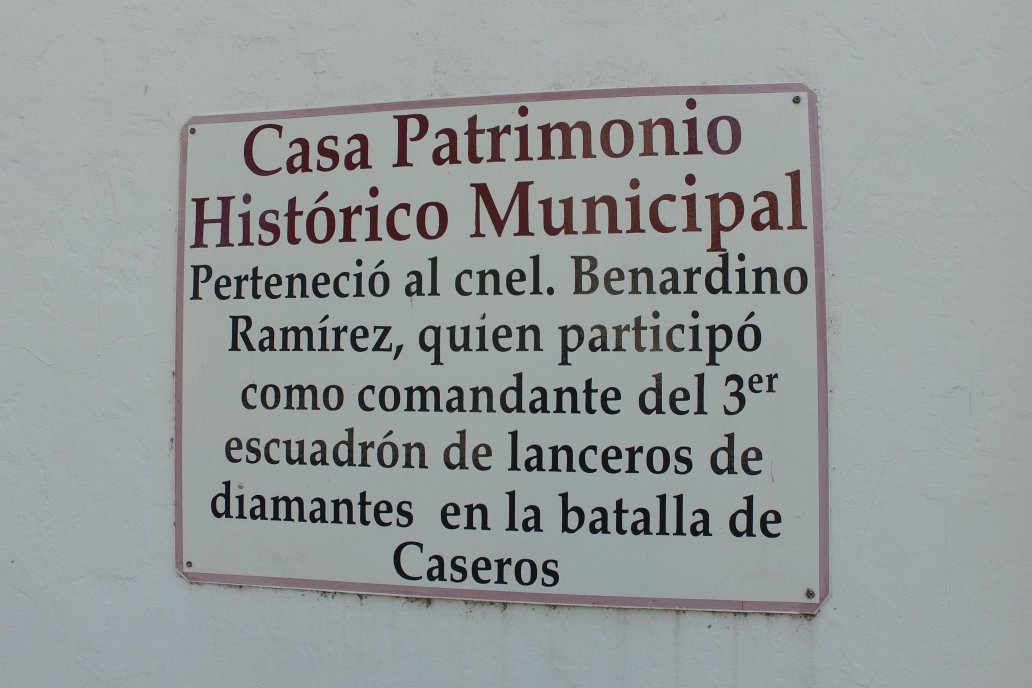 Casa Patrimonio
Histórico Municipal
Perteneció al cnel. Benardino
Ramírez, quíen participó
como comandante del 3er
escuadrón de lanceros de
diamantes en la batalla de
Caseros